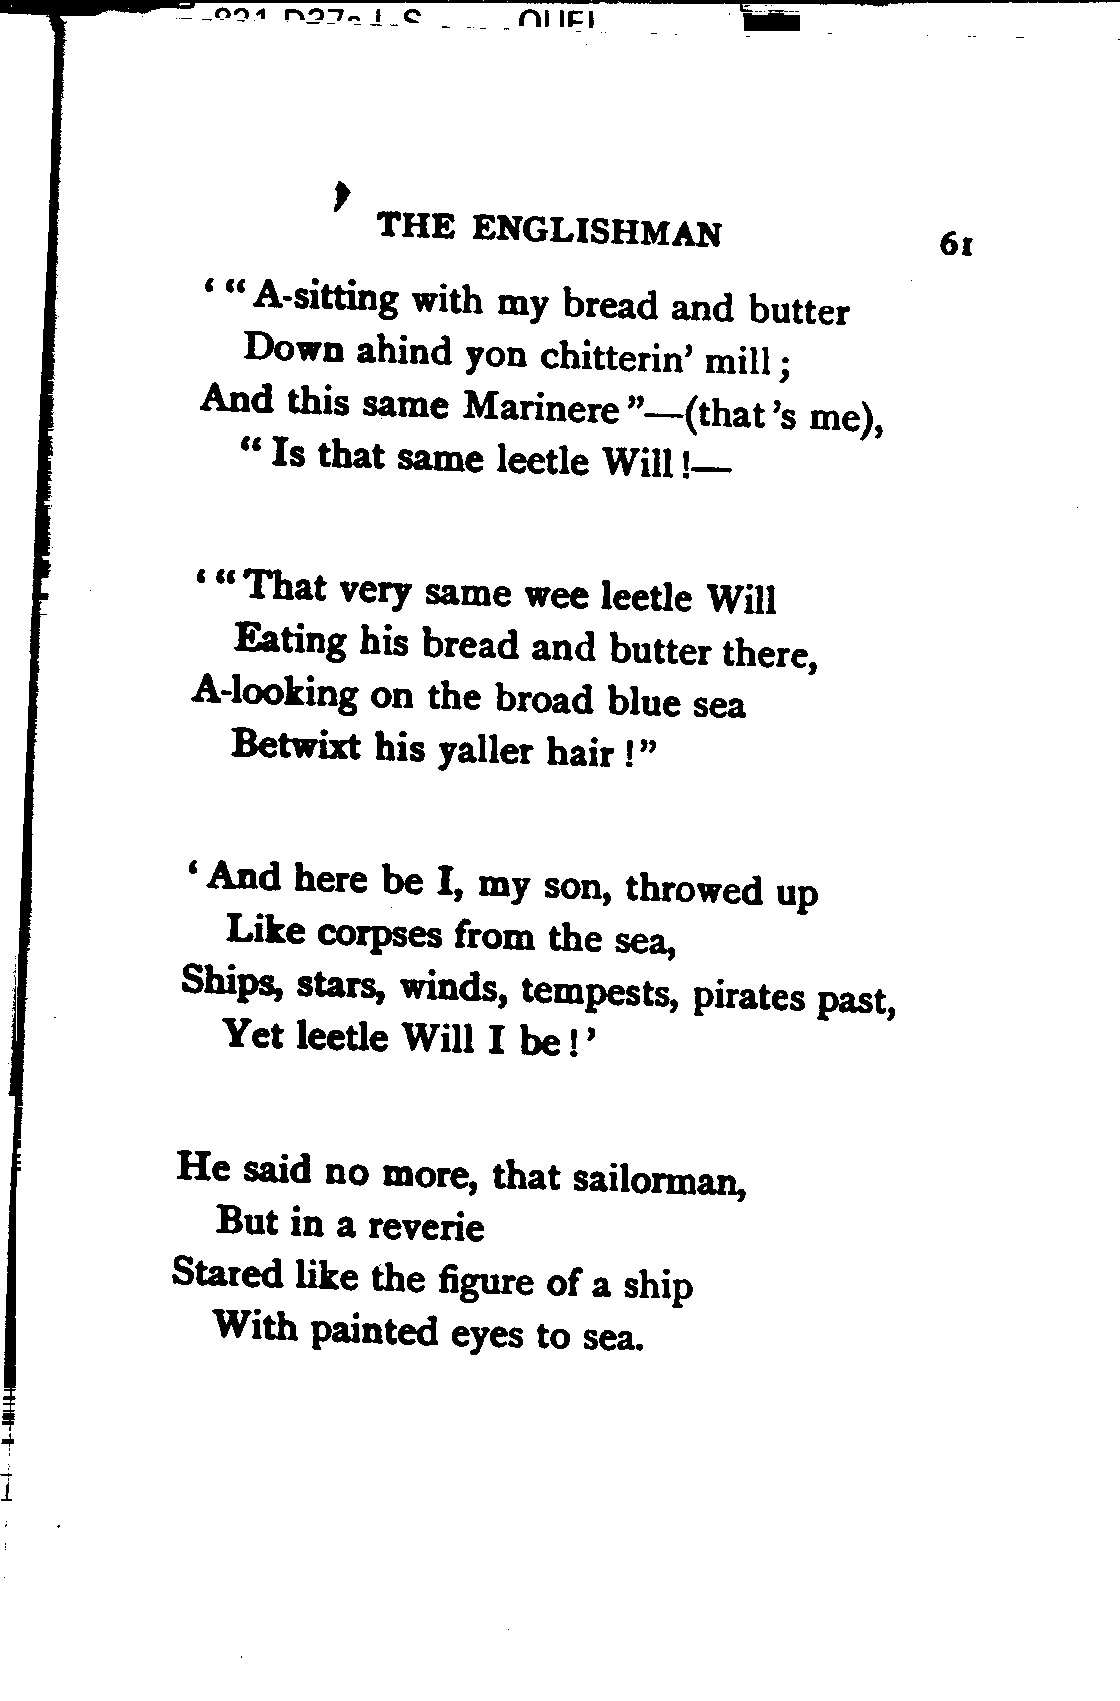 THE ENGLISHMAN 61
‘ “ A-sitting with my bread and butter
Down ahind yon chitterin’ mill ;
And this same Marinere ”—(that ’s me),
“ Is that same leetle Will !—
‘ “ That very same wee leetle Will
Eating his bread and butter there,
A-looking on the broad blue sea
Betwixt his yaller hair ! ”
‘ And here be I, my son, throwed up
Like corpses from the sea,
Ships, stars, winds, tempests, pirates past,
Yet leetle Will I be ! ’
He said no more, that sailorman,
But in a reverie
Stared like the figure of a ship
With painted eyes to sea.